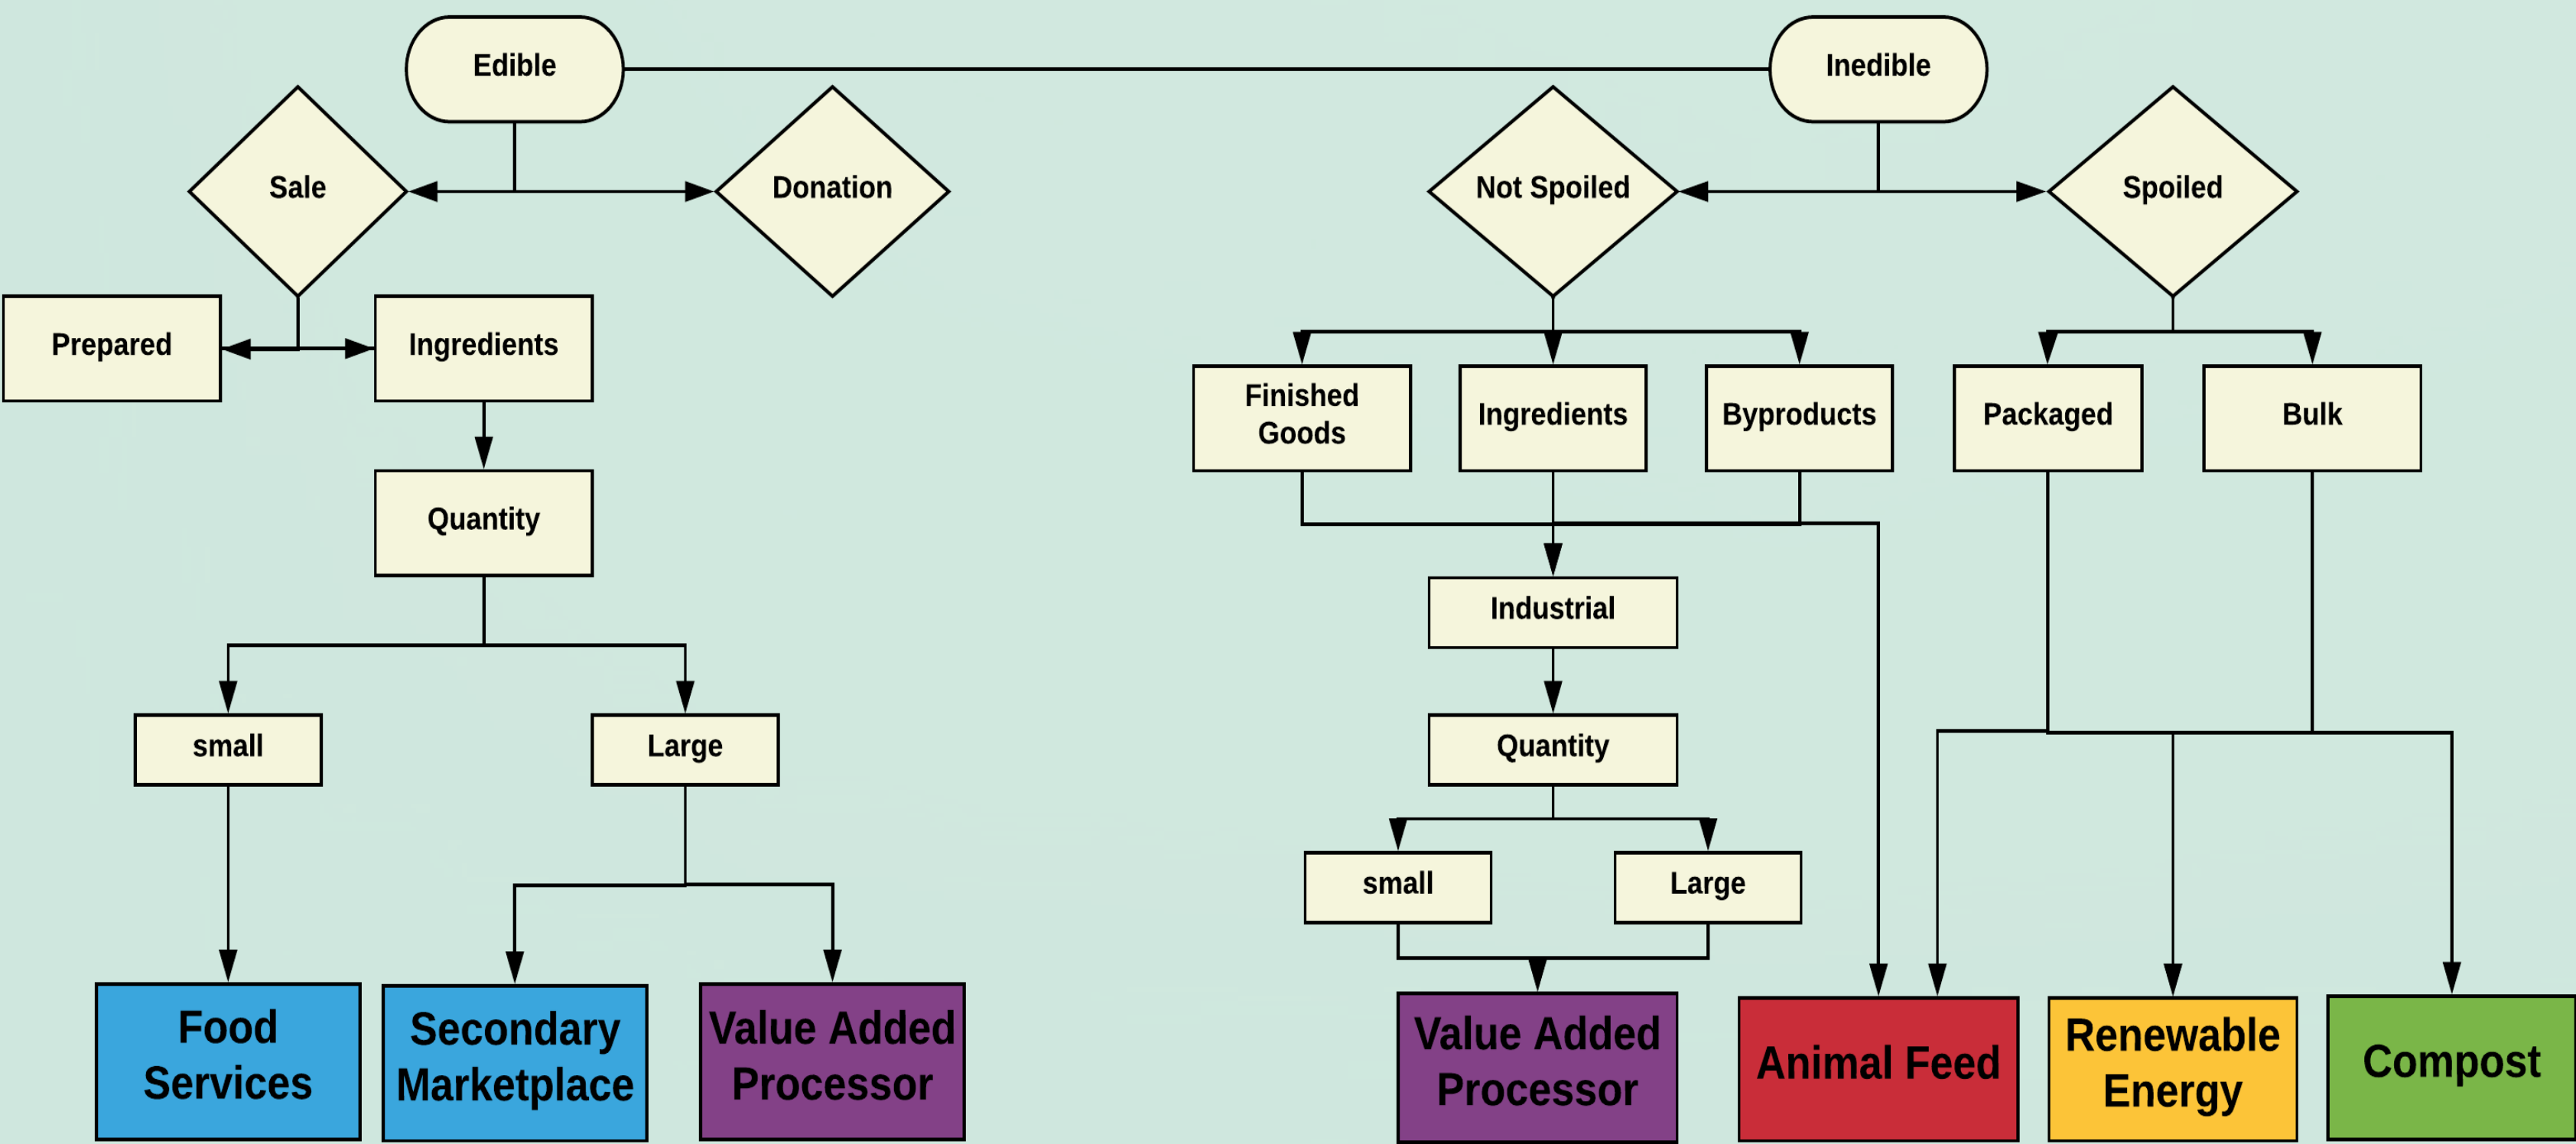 Edible
Inedible
Sale
Donation
Not Spoiled
Spoiled
Prepared
Ingredients
Finished
Goods
Ingredients
Byproducts
Packaged
Bulk
Quantity
Industrial
small
Large
Quantity
small
Large
Food
Services
Secondary
Marketplace
Value Added
Processor
Value Added
Processor
Animal Feed
Renewable
Energy
Compost